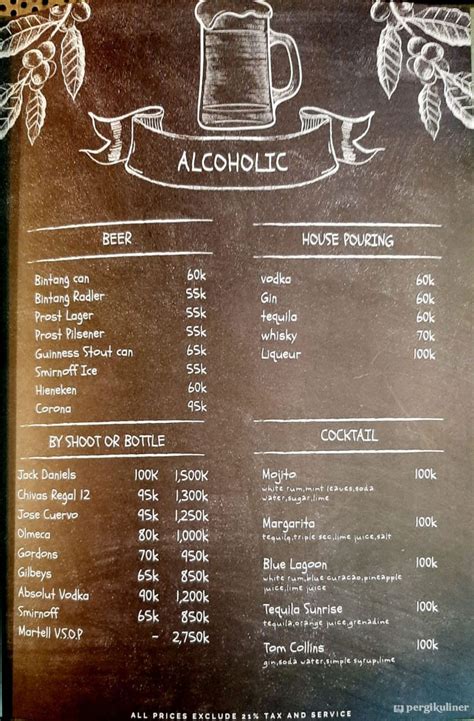 ALCOHOLIC
BEER
Bintang can 60k
Bintang Radler 55k
Prost Lager 55k
Prost Pilsener 55k
Guinness Stout can 65k
Smirnoff Ice 55k
Hieneken 60k
Corona 95k
HOUSE POURING
vodka 60k
Gin 60k
tequila 60k
whisky 70k
Liqueur 100k
BY SHOOT OR BOTTLE
Jack Daniels 100K 1,500K
Chivas Regal 12 95k 1,300k
Jose Cuervo 95k 1,250k
Olmeca 80k 1,000k
Gordons 70k 950k
Gilbeys 65k 850k
Absolut Vodka 90k 1,200k
Smirnoff 65k 850k
Martell V.S.O.P - 2,750k
COCKTAIL
Mojito 100k
white rum,mint leaves,soda
water,sugar,lime
Margarita 100k
tequila,triple sec,lime juice,salt
Blue Lagoon 100k
white rum,blue curacao,pineapple
juice,lime juice
Tequila Sunrise 100k
tequila,orange juice,grenadine
Tom Collins 100k
gin,soda water,simple syrup,lime
pergikuliner
ALL PRICES EXCLUDE 21% TAX AND SERVICE